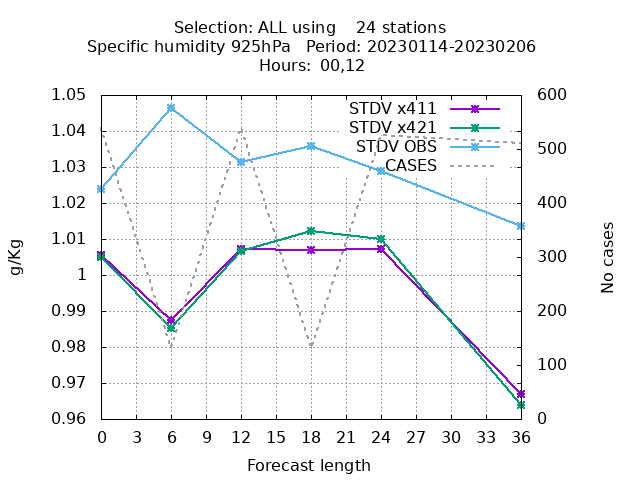 Selection: ALL using    24 stations
Specific humidity 925hPa   Period: 20230114-20230206
Hours: 00,12
STDV x411
STDV x421
STDV OBS
CASES
1.05
1.04
1.03
1.02
1.01
1
0.99
0.98
0.97
0.96
g/Kg
600
500
400
300
200
100
0
No cases
0 3 6 9 12 15 18 21 24 27 30 33 36
Forecast length